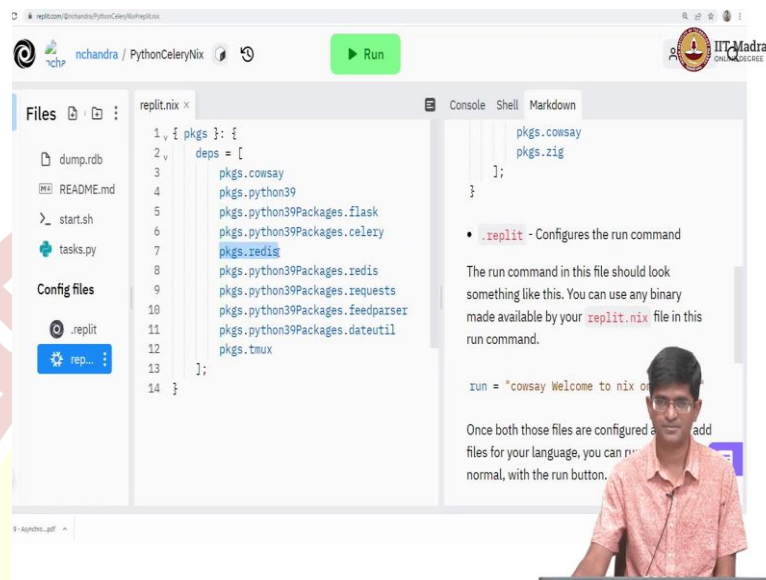 replit.com/@nchandra/PythonCeleryNix#replit.nix
nchandra / PythonCeleryNix
Run
IIT Madra
ONLINE DEGREE
Files
dump.rdb
README.md
start.sh
tasks.py
Config files
.replit
rep...
replit.nix ×
1 { pkgs }: {
2 deps = [
3 pkgs.cowsay
4 pkgs.python39
5 pkgs.python39Packages.flask
6 pkgs.python39Packages.celery
7 pkgs.redis
8 pkgs.python39Packages.redis
9 pkgs.python39Packages.requests
10 pkgs.python39Packages.feedparser
11 pkgs.python39Packages.dateutil
12 pkgs.tmux
13 ];
14 }
Console Shell Markdown
pkgs.cowsay
pkgs.zig
];
}
• .replit - Configures the run command
The run command in this file should look
something like this. You can use any binary
made available by your replit.nix file in this
run command.
run = "cowsay Welcome to nix o
Once both those files are configured a add
files for your language, you can ru
normal, with the run button.
9 - Asynchro...pdf